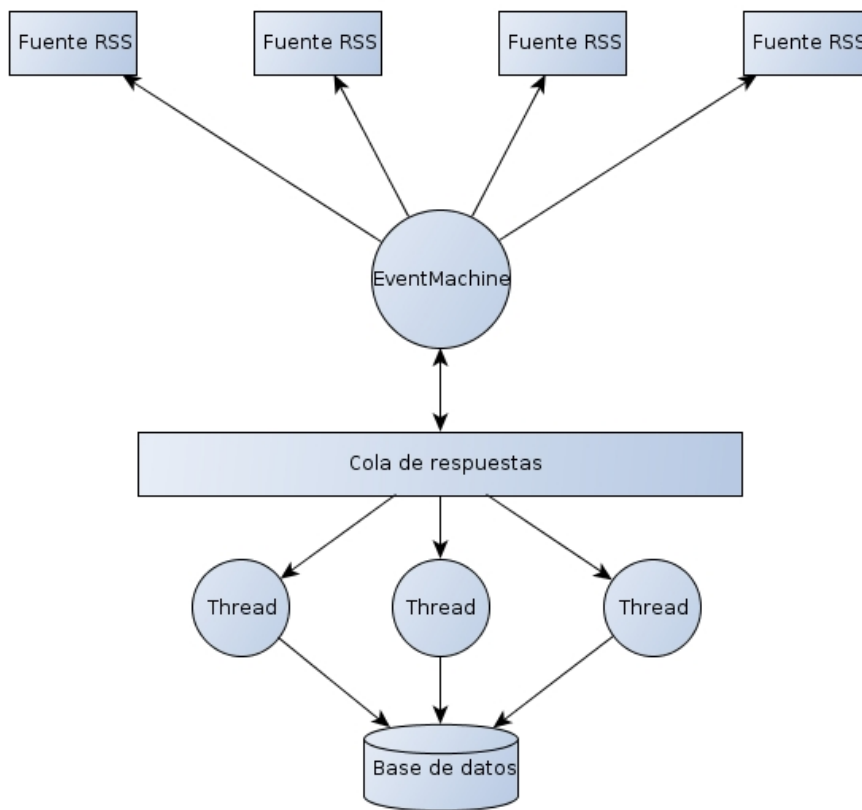 Fuente RSS
Fuente RSS
Fuente RSS
Fuente RSS
EventMachine
Cola de respuestas
Thread
Thread
Thread
Base de datos